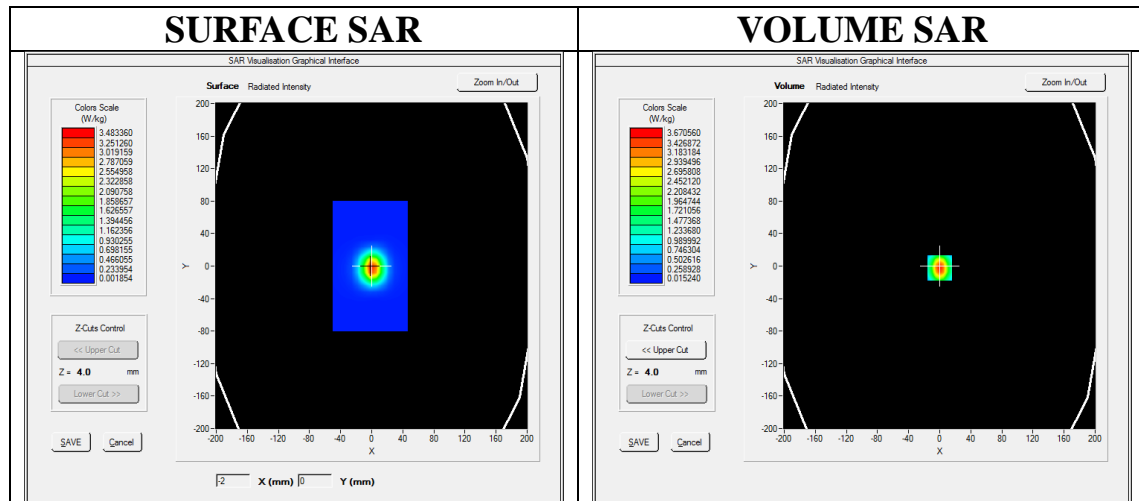 SURFACE SAR
SAR Visualisation Graphical Interface
Surface Radiated Intensity
Zoom In/Out
Colors Scale
(W/kg)
3.483360
3.251260
3.019159
2.787059
2.554958
2.322858
2.090758
1.858657
1.626557
1.394456
1.162356
0.930255
0.698155
0.466055
0.233954
0.001854
Z-Cuts Control
<< Upper Cut
Z = 4.0 mm
Lower Cut >>
SAVE Cancel
200
160
120
80
40
0
-40
-80
-120
-160
-200
Y
-200 -160 -120 -80 -40 0 40 80 120 160 200
X
-2 X (mm) 0 Y (mm)
VOLUME SAR
SAR Visualisation Graphical Interface
Volume Radiated Intensity
Zoom In/Out
Colors Scale
(W/kg)
3.670560
3.426872
3.183184
2.939496
2.695808
2.452120
2.208432
1.964744
1.721056
1.477368
1.233680
0.989992
0.746304
0.502616
0.258928
0.015240
Z-Cuts Control
<< Upper Cut
Z = 4.0 mm
Lower Cut >>
SAVE Cancel
200
160
120
80
40
0
-40
-80
-120
-160
-200
Y
-200 -160 -120 -80 -40 0 40 80 120 160 200
X